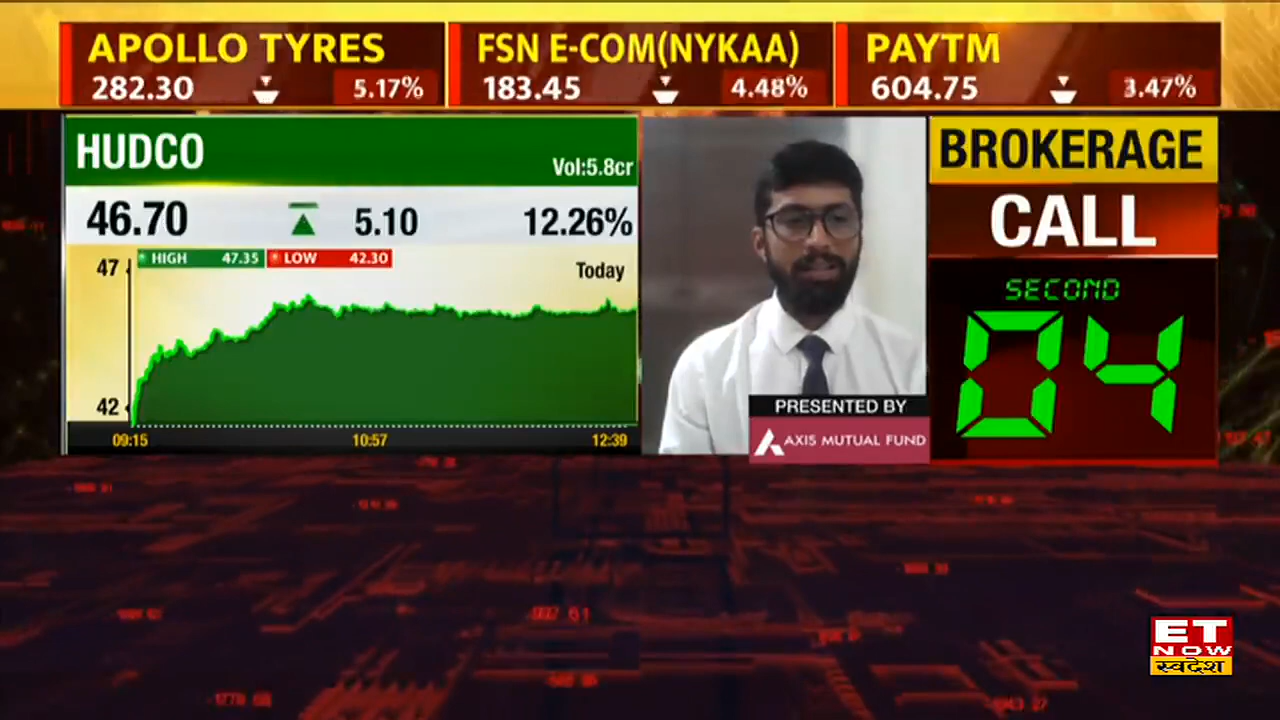 APOLLO TYRES
282.30 5.17%
FSN E-COM(NYKAA)
183.45 4.48%
PAYTM
604.75 3.47%
HUDCO
Vol:5.8cr
46.70 5.10 12.26%
HIGH 47.35 LOW 42.30
Today
47
42
09:15 10:57 12:39
PRESENTED BY
AXIS MUTUAL FUND
BROKERAGE
CALL
SECOND
04
ET
NOW
स्वदेश